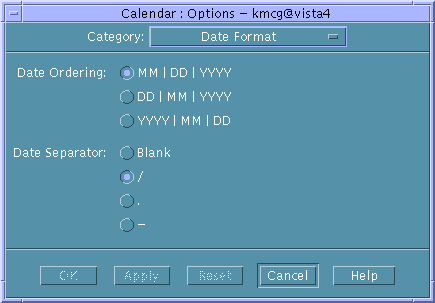 Calendar : Options – kmcg@vista4
Category: Date Format
Date Ordering: MM | DD | YYYY
DD | MM | YYYY
YYYY | MM | DD
Date Separator: Blank
/
.
–
OK Apply Reset Cancel Help